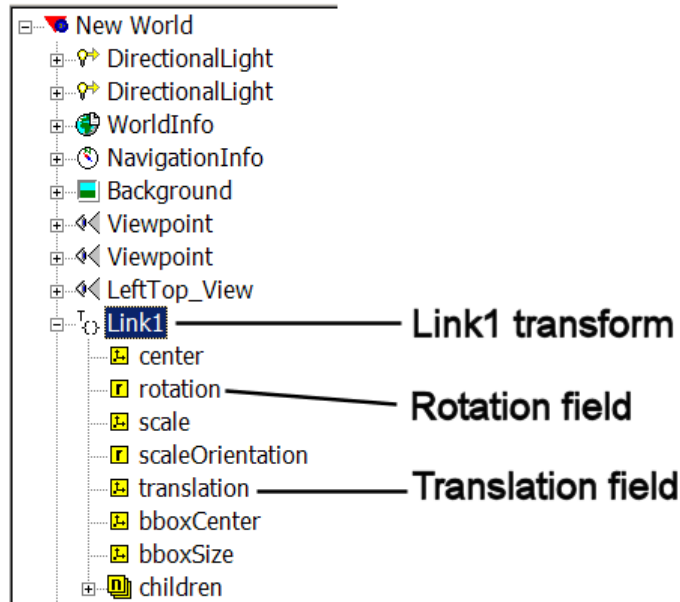 New World
DirectionalLight
DirectionalLight
WorldInfo
NavigationInfo
Background
Viewpoint
Viewpoint
LeftTop_View
T{} Link1 Link1 transform
center
r rotation Rotation field
scale
r scaleOrientation
translation Translation field
bboxCenter
bboxSize
n children